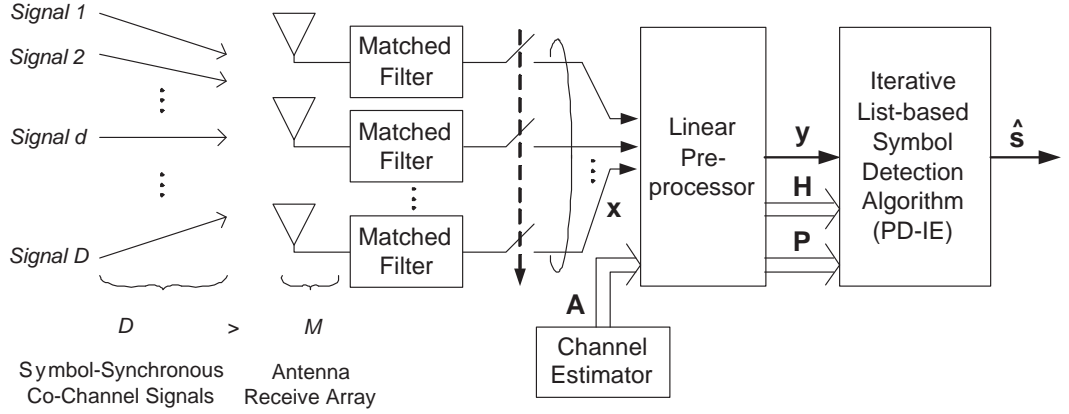 Signal 1
Signal 2
Signal d
Signal D
D > M
Symbol-Synchronous
Co-Channel Signals
Antenna
Receive Array
Matched
Filter
Matched
Filter
Matched
Filter
x
A
Channel
Estimator
Linear
Pre-
processor
y
H
P
Iterative
List-based
Symbol
Detection
Algorithm
(PD-IE)
ŝ